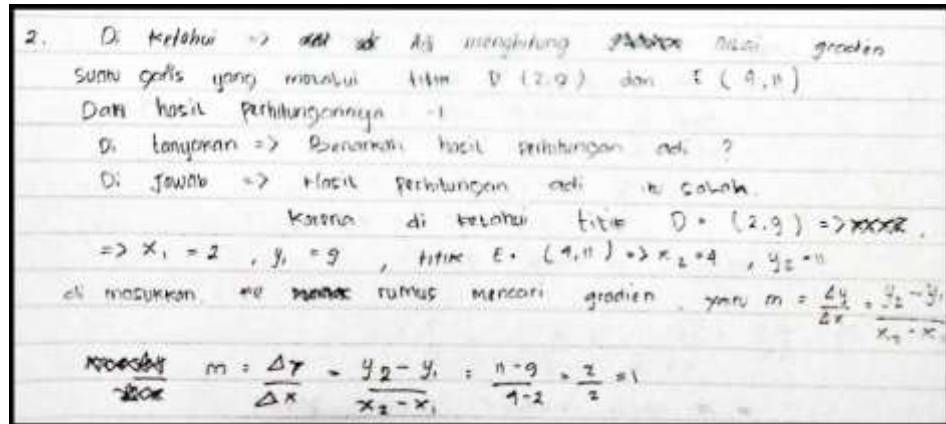 2. Di Ketahui => Adi menghitung nilai gradien
suatu garis yang melalui titik D (2,9) dan E (4,11)
Dan hasil perhitungannya -1
Di tanyakan => Benarkah hasil perhitungan adi ?
Di Jawab => Hasil perhitungan adi salah.
Karena di ketahui titik D = (2,9) =>
=> x₁ = 2 , y₁ = 9 , titik E = (4,11) => x₂ = 4 , y₂ = 11
di masukkan ke rumus mencari gradien yaitu m = Δy/Δx = y₂ - y₁/x₂ - x₁
m = Δy/Δx = y₂ - y₁/x₂ - x₁ = 11-9/4-2 = 2/2 = 1